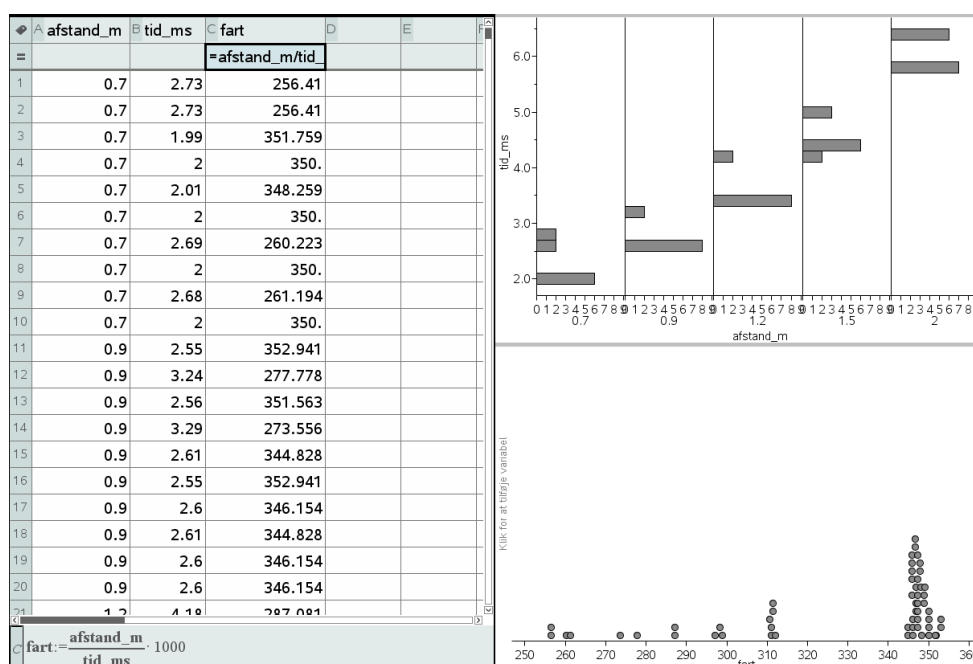 A afstand_m B tid_ms C fart D E
= =afstand_m/tid_
1 0.7 2.73 256.41
2 0.7 2.73 256.41
3 0.7 1.99 351.759
4 0.7 2 350.
5 0.7 2.01 348.259
6 0.7 2 350.
7 0.7 2.69 260.223
8 0.7 2 350.
9 0.7 2.68 261.194
10 0.7 2 350.
11 0.9 2.55 352.941
12 0.9 3.24 277.778
13 0.9 2.56 351.563
14 0.9 3.29 273.556
15 0.9 2.61 344.828
16 0.9 2.55 352.941
17 0.9 2.6 346.154
18 0.9 2.61 344.828
19 0.9 2.6 346.154
20 0.9 2.6 346.154
21 1.2 4.18 287.081
C fart:=afstand_m/tid_ms · 1000
6.0
5.0
tid_ms
4.0
3.0
2.0
0 1 2 3 4 5 6 7 8 0 1 2 3 4 5 6 7 8 0 1 2 3 4 5 6 7 8 0 1 2 3 4 5 6 7 8 0 1 2 3 4 5 6 7 8
0.7 0.9 1.2 1.5 2
afstand_m
Klik for at tilføje variabel
250 260 270 280 290 300 310 320 330 340 350
fart